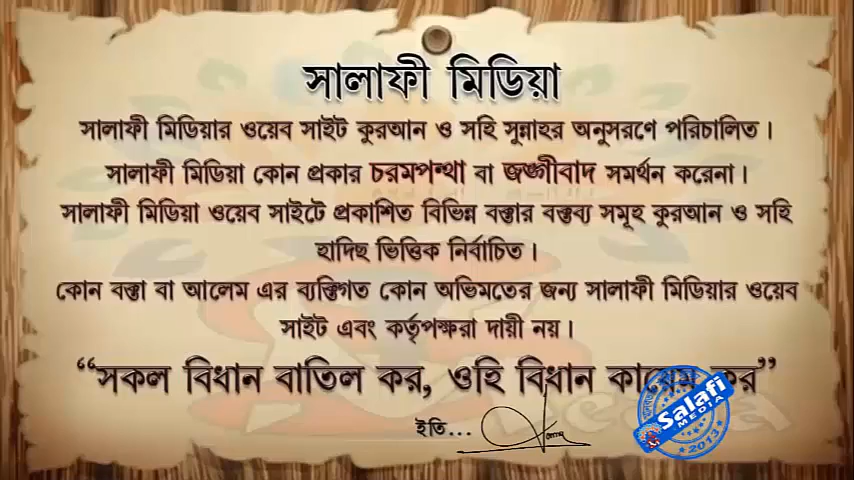 সালাফী মিডিয়া
সালাফী মিডিয়ার ওয়েব সাইট কুরআন ও সহি সুন্নাহর অনুসরণে পরিচালিত।
সালাফী মিডিয়া কোন প্রকার চরমপন্থা বা জঙ্গীবাদ সমর্থন করেনা।
সালাফী মিডিয়া ওয়েব সাইটে প্রকাশিত বিভিন্ন বক্তার বক্তব্য সমূহ কুরআন ও সহি
হাদিছ ভিত্তিক নির্বাচিত।
কোন বক্তা বা আলেম এর ব্যক্তিগত কোন অভিমতের জন্য সালাফী মিডিয়ার ওয়েব
সাইট এবং কর্তৃপক্ষরা দায়ী নয়।
“সকল বিধান বাতিল কর, ওহি বিধান কায়েম কর”
ইতি...
Salafi
MEDIA
2013